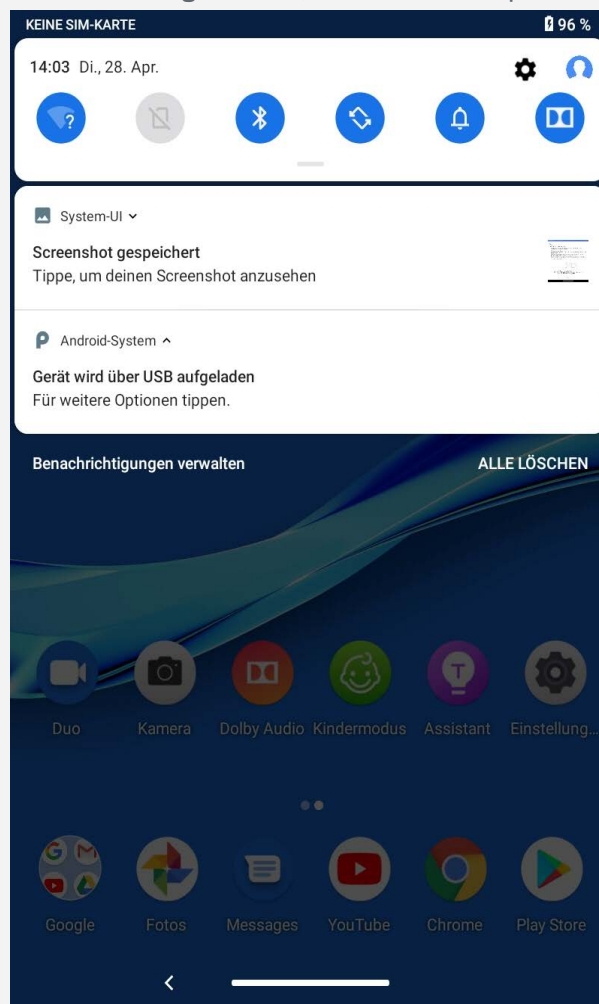 KEINE SIM-KARTE 96 %
14:03 Di., 28. Apr.
System-UI
Screenshot gespeichert
Tippe, um deinen Screenshot anzusehen
Android-System
Gerät wird über USB aufgeladen
Für weitere Optionen tippen.
Benachrichtigungen verwalten ALLE LÖSCHEN
Duo Kamera Dolby Audio Kindermodus Assistant Einstellung...
Google Fotos Messages YouTube Chrome Play Store